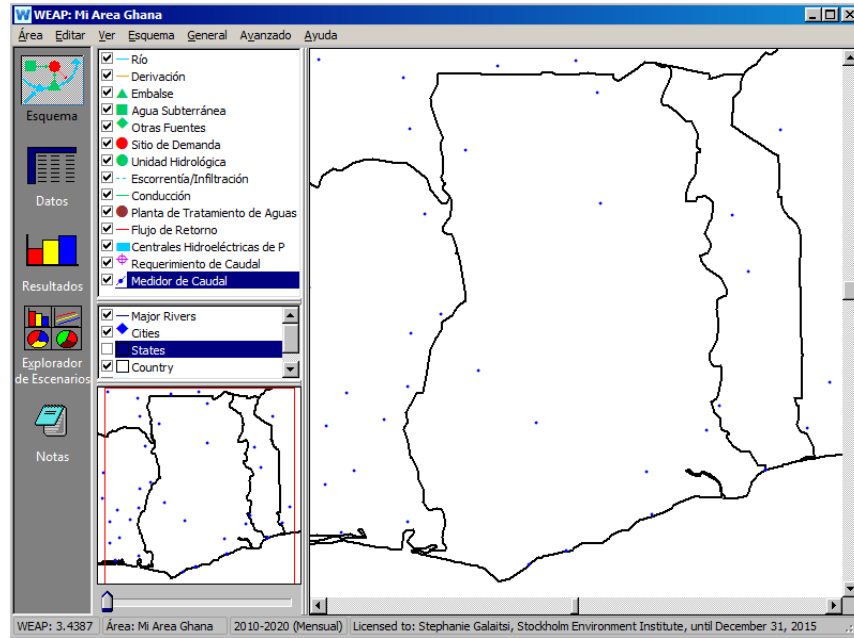 WEAP: Mi Area Ghana
Área Editar Ver Esquema General Avanzado Ayuda
Esquema
Datos
Resultados
Explorador
de Escenarios
Notas
Río
Derivación
Embalse
Agua Subterránea
Otras Fuentes
Sitio de Demanda
Unidad Hidrológica
Escorrentía/Infiltración
Conducción
Planta de Tratamiento de Aguas
Flujo de Retorno
Centrales Hidroeléctricas de P
Requerimiento de Caudal
Medidor de Caudal
Major Rivers
Cities
States
Country
WEAP: 3.4387 Área: Mi Area Ghana 2010-2020 (Mensual) Licensed to: Stephanie Galaitsi, Stockholm Environment Institute, until December 31, 2015